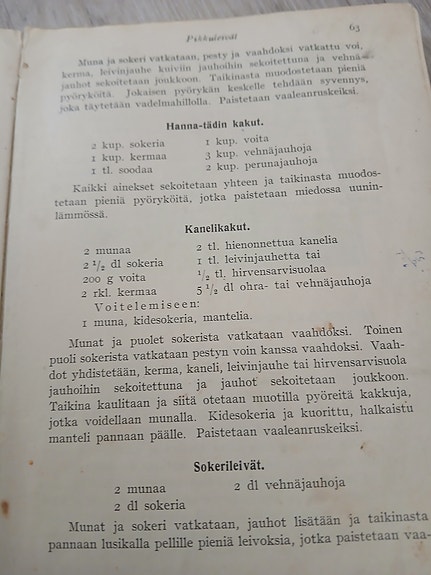 Pikkuleivät 63
Muna ja sokeri vatkataan, pesty ja vaahdoksi vatkattu voi,
kerma, leivinjauhe kuiviin jauhoihin sekoitettuna ja vehnä-
jauhot sekoitetaan joukkoon. Taikinasta muodostetaan pieniä
pyöryköitä. Jokaisen pyörykän keskelle tehdään syvennys,
joka täytetään vadelmahillolla. Paistetaan vaaleanruskeiksi.
Hanna-tädin kakut.
2 kup. sokeria 1 kup. voita
1 kup. kermaa 3 kup. vehnäjauhoja
1 tl. soodaa 2 kup. perunajauhoja
Kaikki ainekset sekoitetaan yhteen ja taikinasta muodos-
tetaan pieniä pyöryköitä, jotka paistetaan miedossa uunin-
lämmössä.
Kanelikakut.
2 munaa 2 tl. hienonnettua kanelia
2 1/2 dl sokeria 1 tl. leivinjauhetta tai
200 g voita 1/2 tl. hirvensarvisuolaa
2 rkl. kermaa 5 1/2 dl ohra- tai vehnäjauhoja
Voitelemiseen:
1 muna, kidesokeria, mantelia.
Munat ja puolet sokerista vatkataan vaahdoksi. Toinen
puoli sokerista vatkataan pestyn voin kanssa vaahdoksi. Vaah-
dot yhdistetään, kerma, kaneli, leivinjauhe tai hirvensarvisuola
jauhoihin sekoitettuna ja jauhot sekoitetaan joukkoon.
Taikina kaulitaan ja siitä otetaan muotilla pyöreitä kakkuja,
jotka voidellaan munalla. Kidesokeria ja kuorittu, halkaistu
manteli pannaan päälle. Paistetaan vaaleanruskeiksi.
Sokerileivät.
2 munaa 2 dl vehnäjauhoja
2 dl sokeria
Munat ja sokeri vatkataan, jauhot lisätään ja taikinasta
pannaan lusikalla pellille pieniä leivoksia, jotka paistetaan vaa-